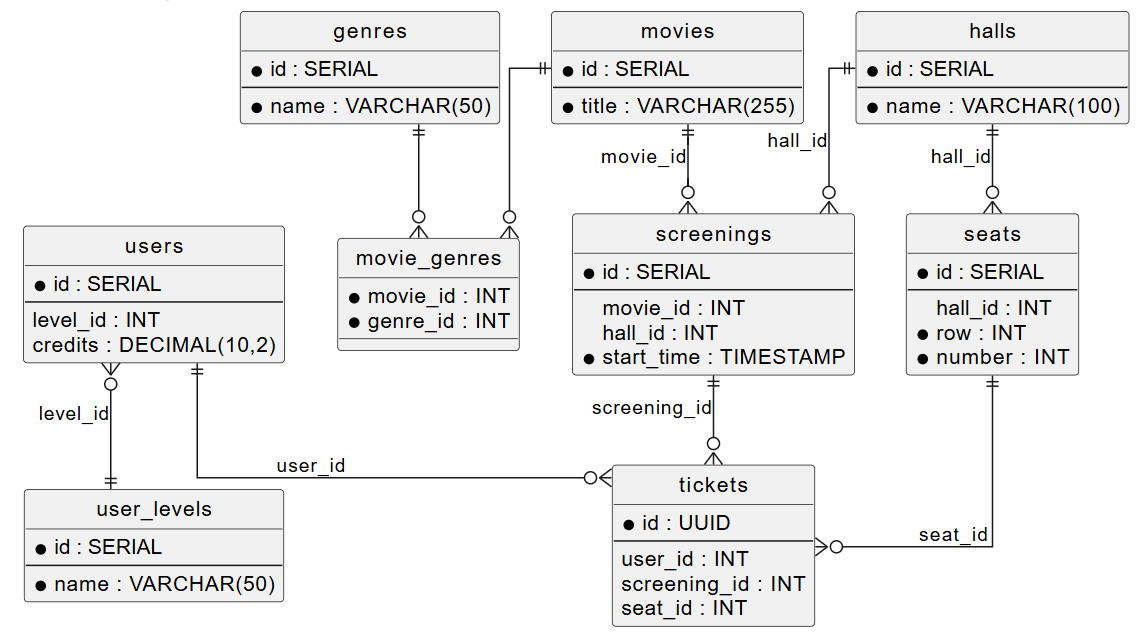 genres
● id : SERIAL
● name : VARCHAR(50)
movies
● id : SERIAL
● title : VARCHAR(255)
halls
● id : SERIAL
● name : VARCHAR(100)
movie_id
hall_id
hall_id
users
● id : SERIAL
level_id : INT
credits : DECIMAL(10,2)
movie_genres
● movie_id : INT
● genre_id : INT
screenings
● id : SERIAL
movie_id : INT
hall_id : INT
● start_time : TIMESTAMP
seats
● id : SERIAL
hall_id : INT
● row : INT
● number : INT
level_id
screening_id
user_id
user_levels
● id : SERIAL
● name : VARCHAR(50)
tickets
● id : UUID
user_id : INT
screening_id : INT
seat_id : INT
seat_id